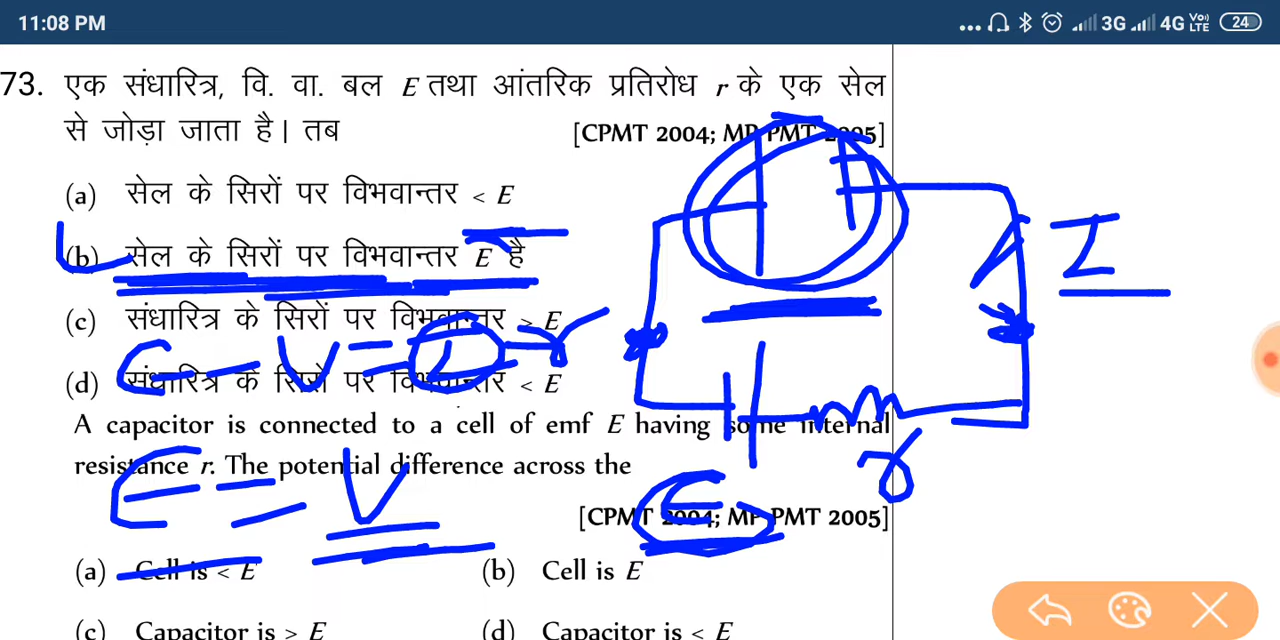 11:08 PM ... 3G 4G Vo) LTE 24
73. एक संधारित्र, वि. वा. बल E तथा आंतरिक प्रतिरोध r के एक सेल
से जोड़ा जाता है। तब [CPMT 2004; MP PMT 2005]
(a) सेल के सिरों पर विभवान्तर < E
(b) सेल के सिरों पर विभवान्तर E है
I
(c) संधारित्र के सिरों पर विभवान्तर > E
E - V =
(d) संधारित्र के सिरों पर विभवान्तर < E
A capacitor is connected to a cell of emf E having some internal
resistance r. The potential difference across the
r
E = V
E
[CPMT 2004; MP PMT 2005]
(a) Cell is < E (b) Cell is E
(c) Capacitor is > E (d) Capacitor is < E